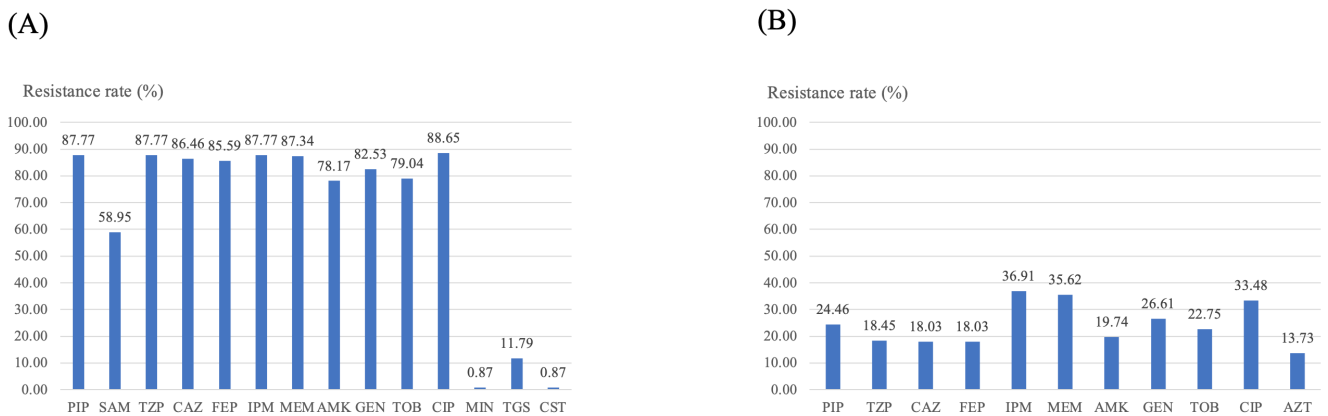 (A)
Resistance rate (%)
100.00
90.00
80.00
70.00
60.00
50.00
40.00
30.00
20.00
10.00
0.00
87.77 58.95 87.77 86.46 85.59 87.77 87.34 78.17 82.53 79.04 88.65 0.87 11.79 0.87
PIP SAM TZP CAZ FEP IPM MEM AMK GEN TOB CIP MIN TGS CST
(B)
Resistance rate (%)
100.00
90.00
80.00
70.00
60.00
50.00
40.00
30.00
20.00
10.00
0.00
24.46 18.45 18.03 18.03 36.91 35.62 19.74 26.61 22.75 33.48 13.73
PIP TZP CAZ FEP IPM MEM AMK GEN TOB CIP AZT